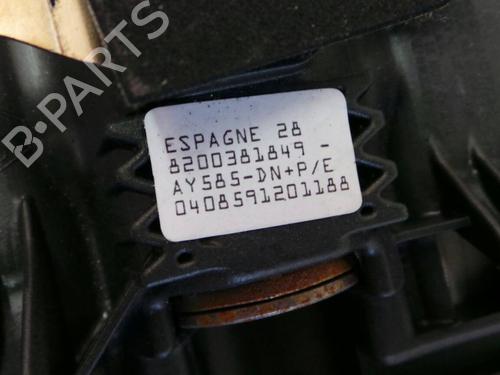 ESPAGNE 28
8200381849 -
AY585-DN+P/E
0408591201188
B-PARTS